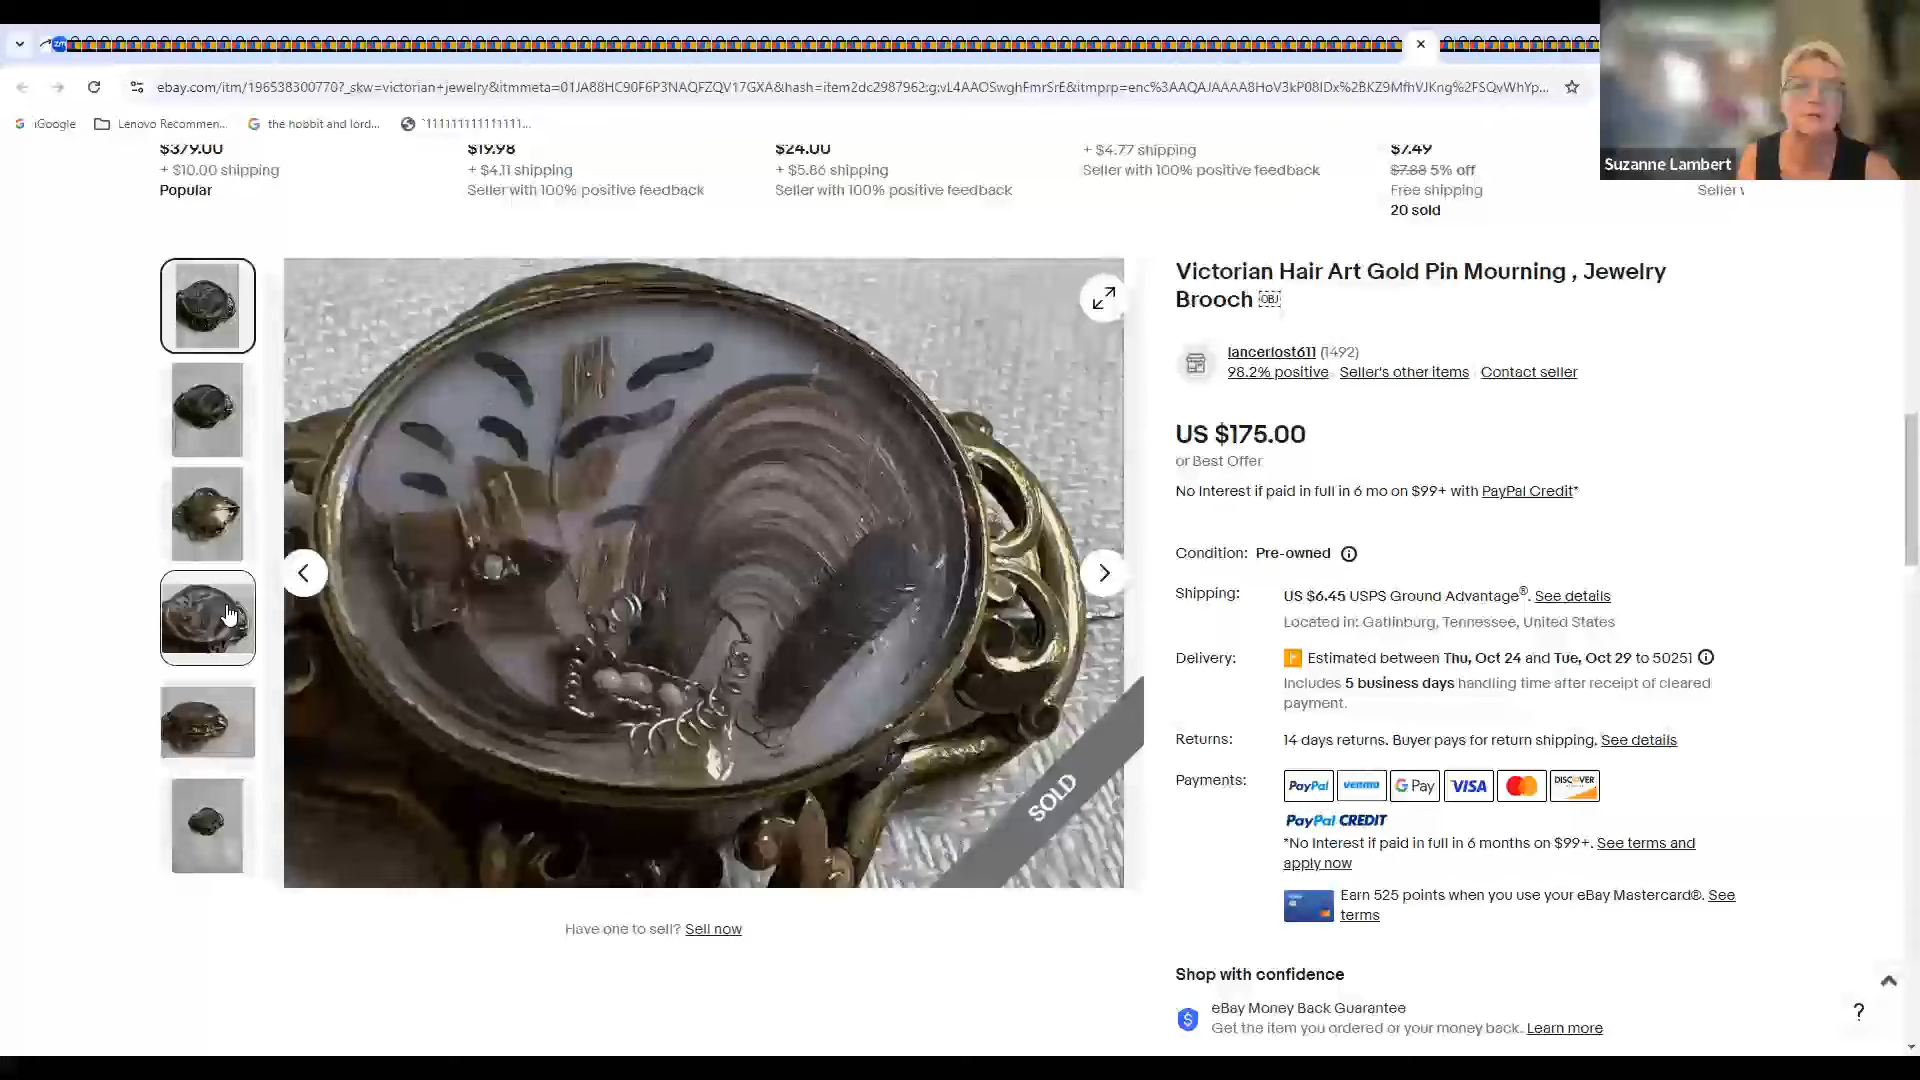 ebay.com/itm/196538300770?_skw=victorian+jewelry&itmmeta=01JA88HC90F6P3NAQFZQV17GXA&hash=item2dc2987962:g:vL4AAOSwghFmrSrE&itmprp=enc%3AAQAJAAAA8HoV3kP08IDx%2BKZ9MfhVJKng%2FSQvWhYp...
iGoogle
Lenovo Recommen...
the hobbit and lord...
`111111111111111...
Suzanne Lambert
$379.00
+ $10.00 shipping
Popular
$19.98
+ $4.11 shipping
Seller with 100% positive feedback
$24.00
+ $5.86 shipping
Seller with 100% positive feedback
+ $4.77 shipping
Seller with 100% positive feedback
$7.49
$7.88 5% off
Free shipping
20 sold
Seller
Victorian Hair Art Gold Pin Mourning , Jewelry
Brooch OBJ
lancerlost611 (1492)
98.2% positive Seller's other items Contact seller
US $175.00
or Best Offer
No Interest if paid in full in 6 mo on $99+ with PayPal Credit*
Condition: Pre-owned
Shipping: US $6.45 USPS Ground Advantage®. See details
Located in: Gatlinburg, Tennessee, United States
Delivery: Estimated between Thu, Oct 24 and Tue, Oct 29 to 50251
Includes 5 business days handling time after receipt of cleared
payment.
Returns: 14 days returns. Buyer pays for return shipping. See details
Payments: PayPal venmo G Pay VISA DISCOVER
PayPal CREDIT
*No Interest if paid in full in 6 months on $99+. See terms and
apply now
Earn 525 points when you use your eBay Mastercard®. See
terms
SOLD
Have one to sell? Sell now
Shop with confidence
eBay Money Back Guarantee
Get the item you ordered or your money back. Learn more
?